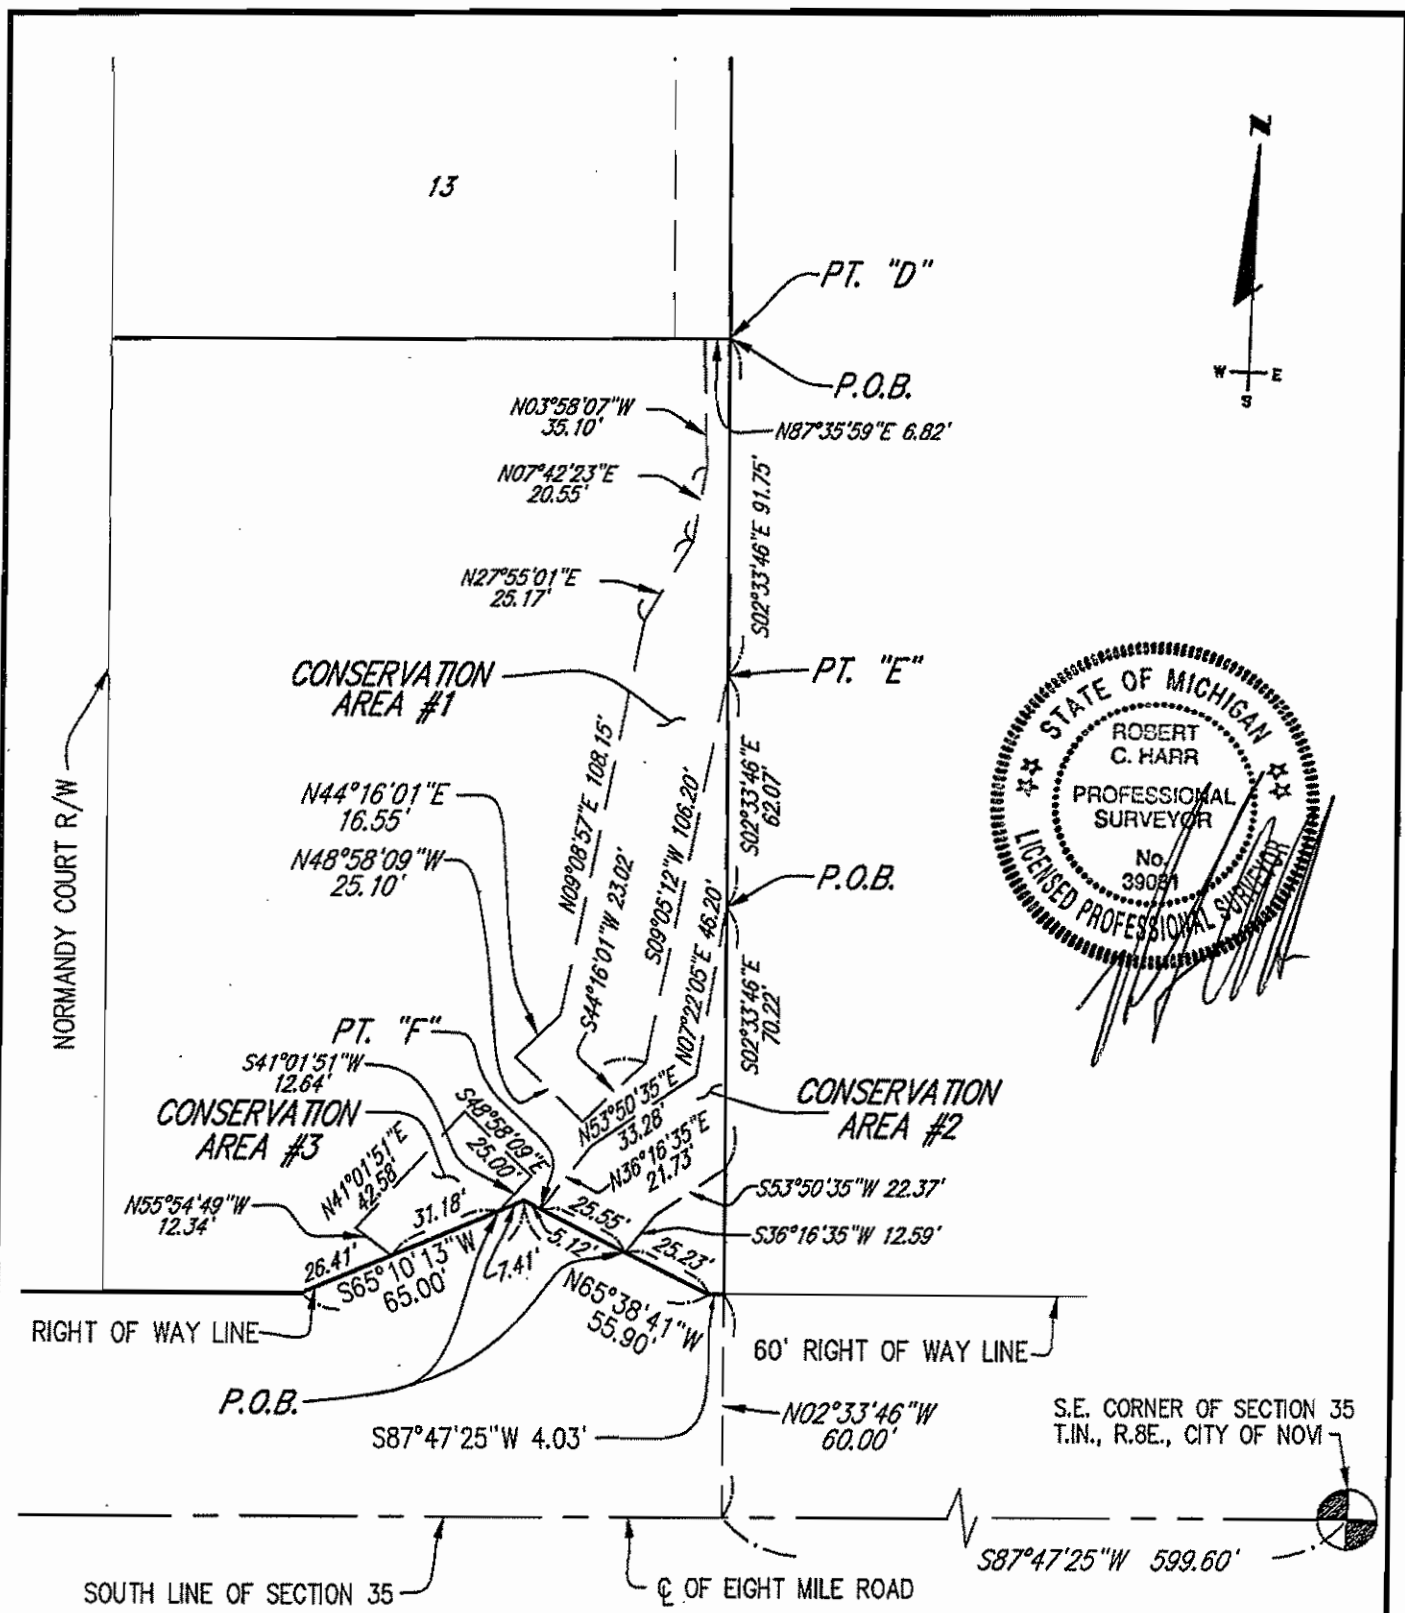 13
N
W
E
S
PT. "D"
P.O.B.
N03°58'07"W
35.10'
N87°35'59"E 6.82'
N07°42'23"E
20.55'
S02°33'46"E 91.75'
N27°55'01"E
25.17'
CONSERVATION
AREA #1
PT. "E"
STATE OF MICHIGAN
ROBERT
C. HARR
PROFESSIONAL
SURVEYOR
No.
39081
LICENSED PROFESSIONAL SURVEYOR
N09°08'57"E 108.15'
S02°33'46"E
62.07'
N44°16'01"E
16.55'
S09°05'12"W 106.20'
N48°58'09"W
25.10'
S44°16'01"W 23.02'
P.O.B.
NORMANDY COURT R/W
N07°22'05"E 46.20'
S02°33'46"E
70.22'
PT. "F"
S41°01'51"W
12.64'
CONSERVATION
AREA #3
S48°58'09"E
25.00'
N53°50'35"E
33.28'
CONSERVATION
AREA #2
N41°01'51"E
42.58'
N36°16'35"E
21.73'
N55°54'49"W
12.34'
31.18'
S53°50'35"W 22.37'
25.55'
S36°16'35"W 12.59'
26.41'
S65°10'13"W
65.00'
7.41'
5.12'
25.23'
N65°38'41"W
55.90'
RIGHT OF WAY LINE
60' RIGHT OF WAY LINE
P.O.B.
S87°47'25"W 4.03'
N02°33'46"W
60.00'
S.E. CORNER OF SECTION 35
T.IN., R.8E., CITY OF NOVI
S87°47'25"W 599.60'
SOUTH LINE OF SECTION 35
℄ OF EIGHT MILE ROAD